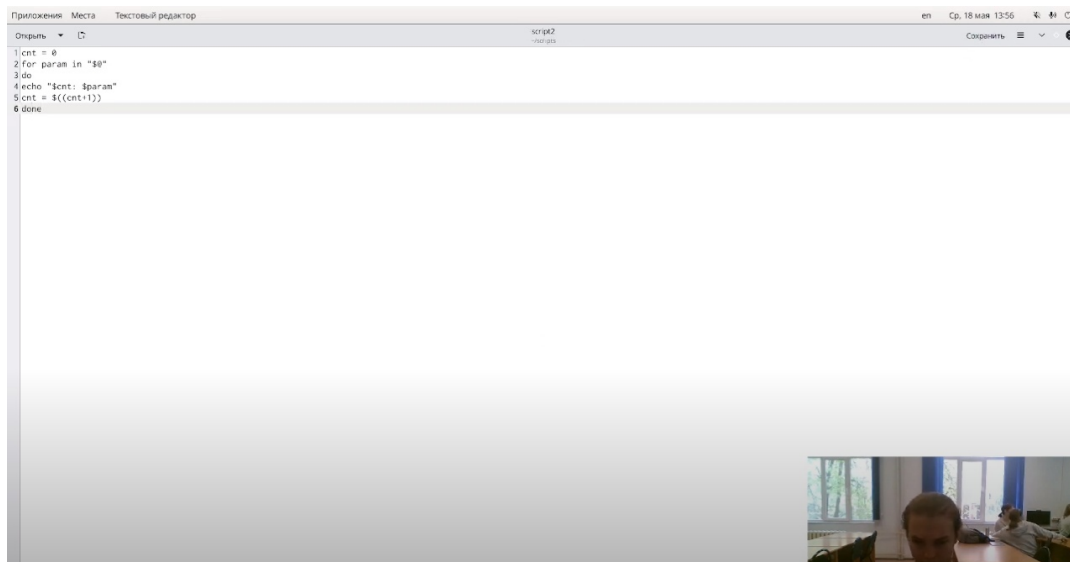 Приложения Места Текстовый редактор en Ср, 18 мая 13:56
Открыть script2 Сохранить
~/scripts
1 cnt = 0
2 for param in "$@"
3 do
4 echo "$cnt: $param"
5 cnt = $((cnt+1))
6 done